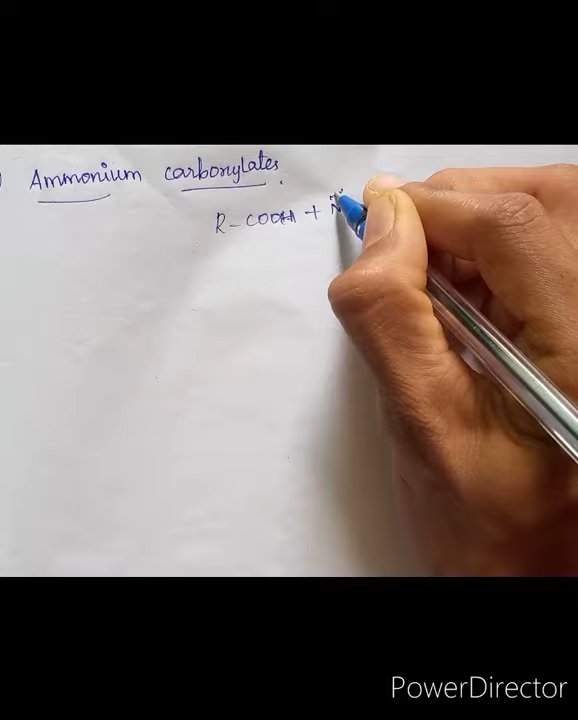 ) Ammonium carboxylates.
R-COOH + N
PowerDirector